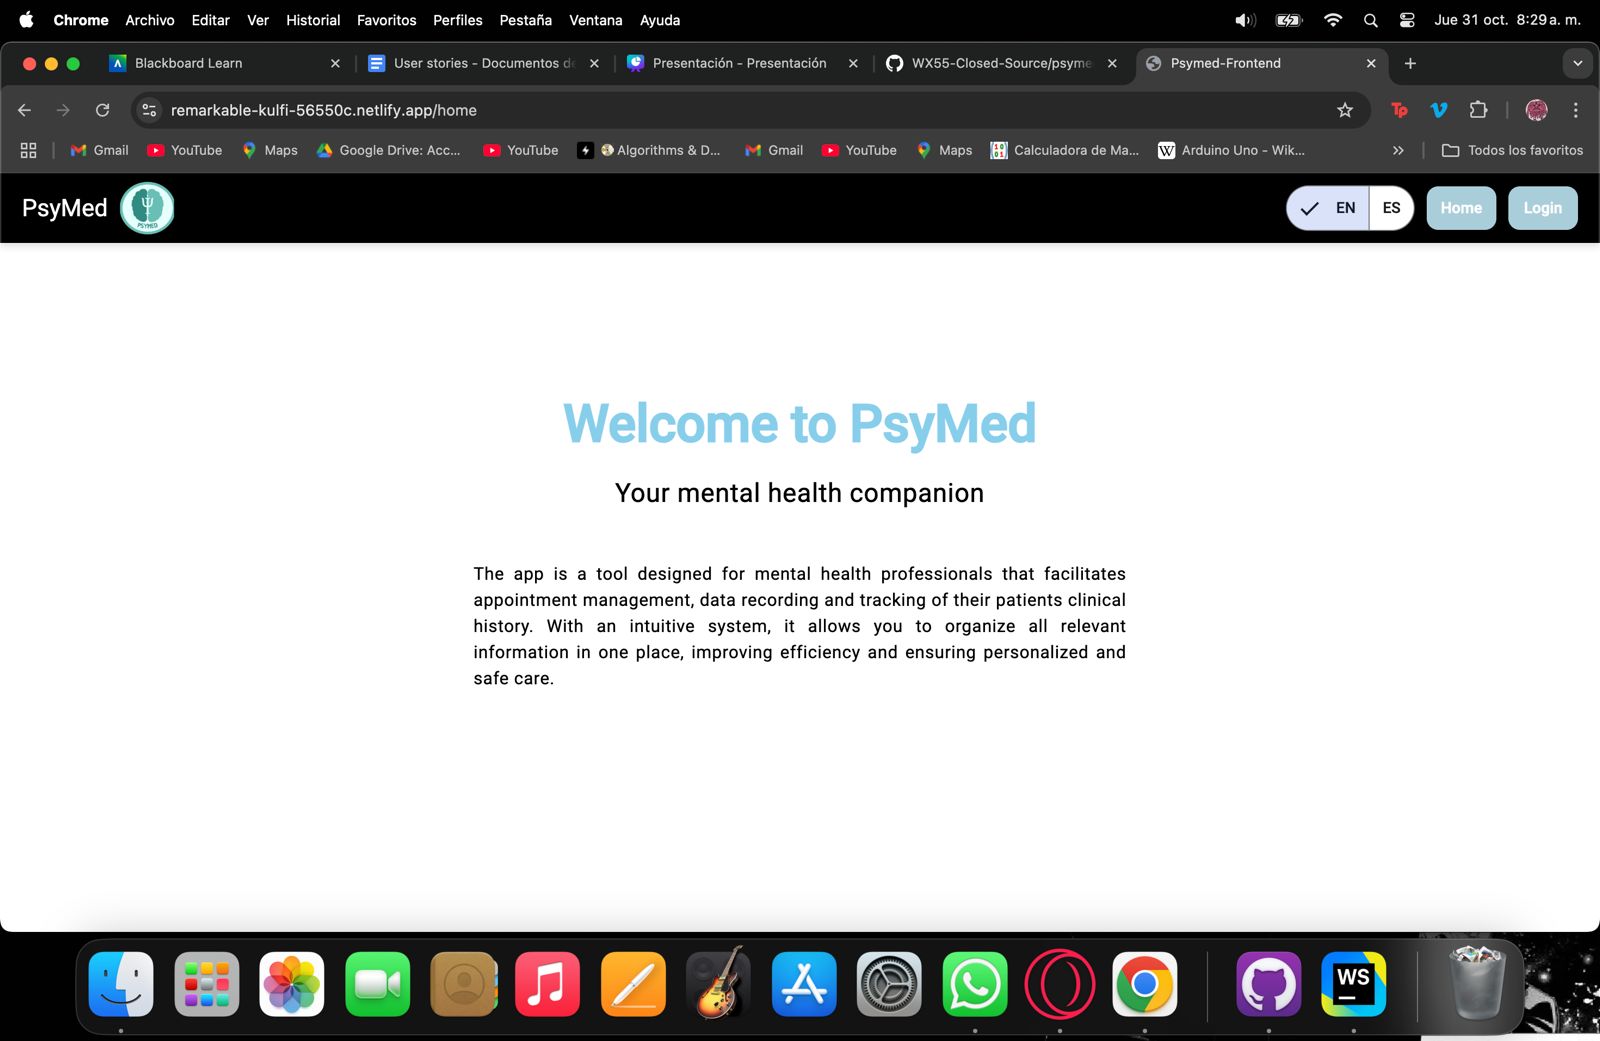 Chrome Archivo Editar Ver Historial Favoritos Perfiles Pestaña Ventana Ayuda Jue 31 oct. 8:29 a. m.
Blackboard Learn User stories - Documentos de Presentación - Presentación WX55-Closed-Source/psyme Psymed-Frontend
remarkable-kulfi-56550c.netlify.app/home Tp
Gmail YouTube Maps Google Drive: Acc... YouTube Algorithms & D... Gmail YouTube Maps Calculadora de Ma... W Arduino Uno - Wik... Todos los favoritos
PsyMed PSYMED EN ES Home Login
Welcome to PsyMed
Your mental health companion
The app is a tool designed for mental health professionals that facilitates
appointment management, data recording and tracking of their patients clinical
history. With an intuitive system, it allows you to organize all relevant
information in one place, improving efficiency and ensuring personalized and
safe care.
WS